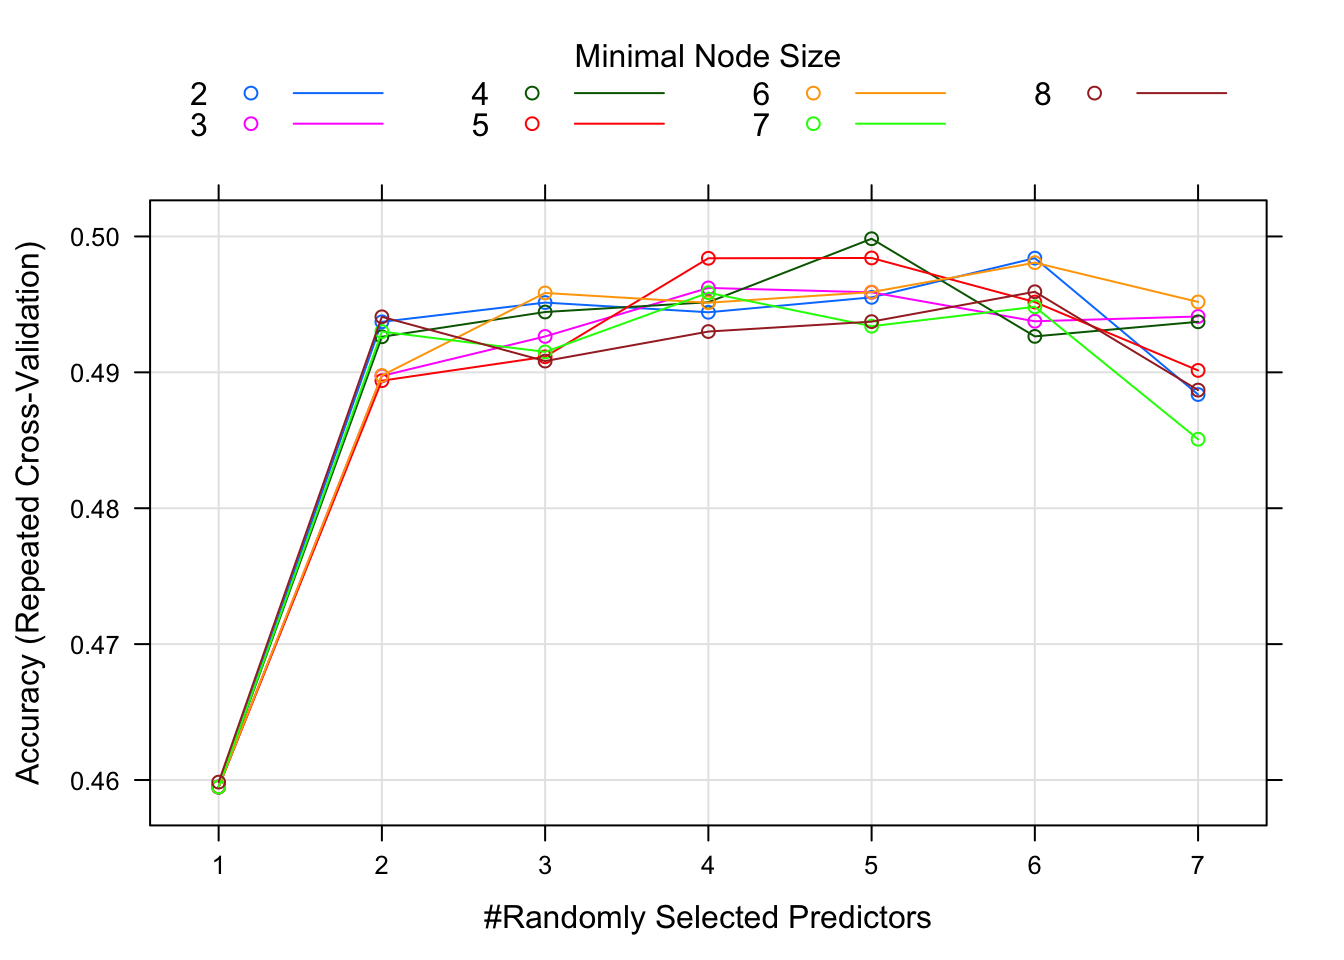 Minimal Node Size
2 4 6 8
3 5 7
Accuracy (Repeated Cross-Validation)
0.50
0.49
0.48
0.47
0.46
1 2 3 4 5 6 7
#Randomly Selected Predictors